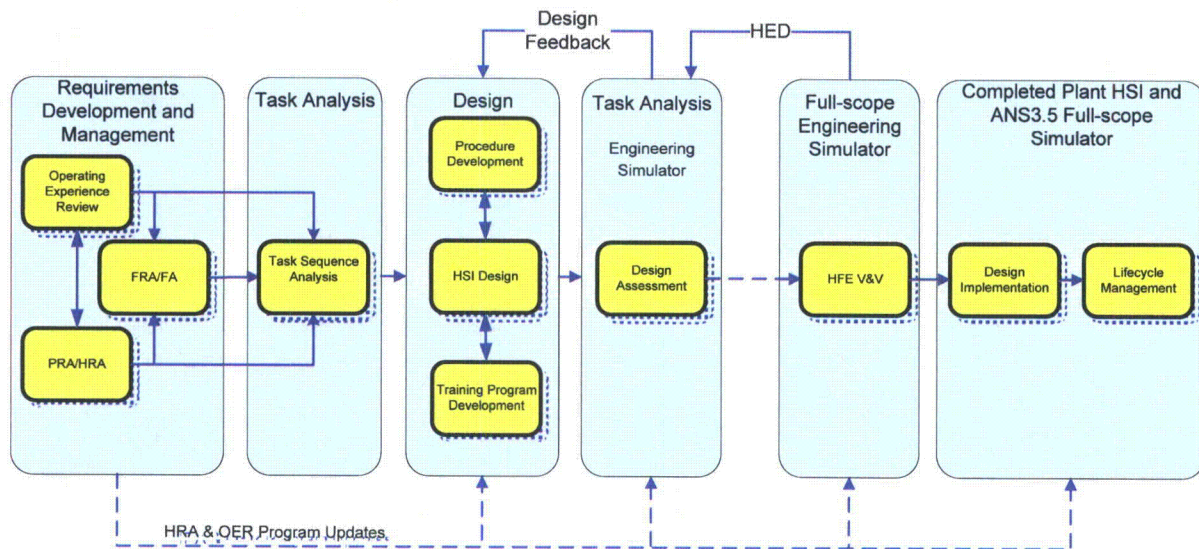 Design
Feedback
HED
Requirements
Development and
Management
Operating
Experience
Review
FRA/FA
PRA/HRA
Task Analysis
Task Sequence
Analysis
Design
Procedure
Development
HSI Design
Training Program
Development
Task Analysis
Engineering
Simulator
Design
Assessment
Full-scope
Engineering
Simulator
HFE V&V
Completed Plant HSI and
ANS3.5 Full-scope
Simulator
Design
Implementation
Lifecycle
Management
HRA & OER Program Updates